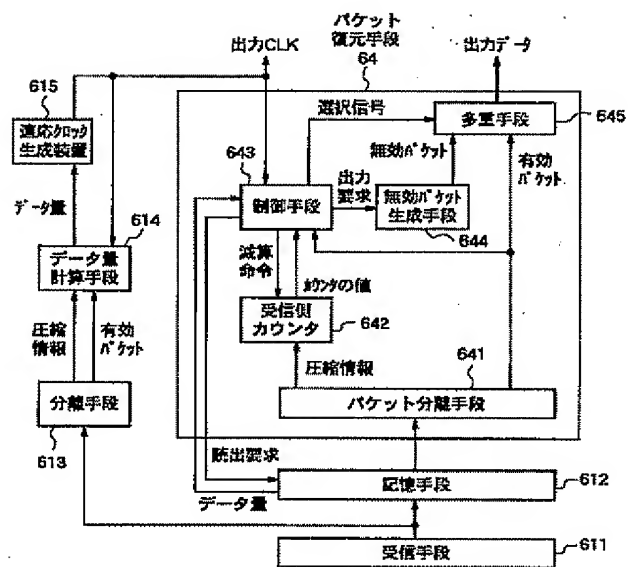 パケット
復元手段
64
出力CLK
出力データ
615
適応クロック
生成装置
選択信号
多重手段
645
無効パケット
有効
パケット
643
出力
要求
制御手段
無効パケット
生成手段
644
データ量
614
データ量
計算手段
減算
命令
カウンタの値
受信側
カウンタ
642
圧縮
情報
有効
パケット
圧縮情報
641
分離手段
613
パケット分離手段
読出要求
記憶手段
612
データ量
受信手段
611